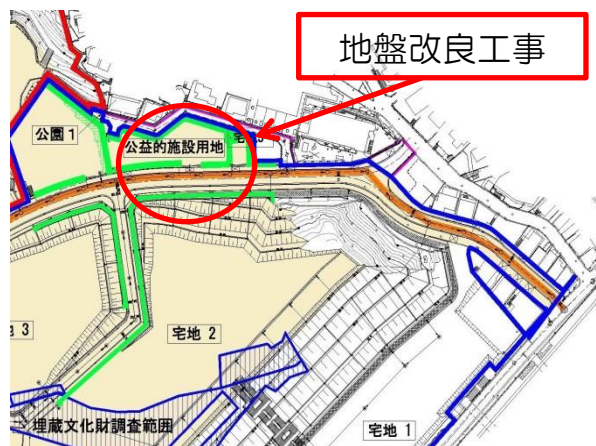 地盤改良工事
公園1
公益的施設用地
宅地 2
埋蔵文化財調査範囲
宅地 1